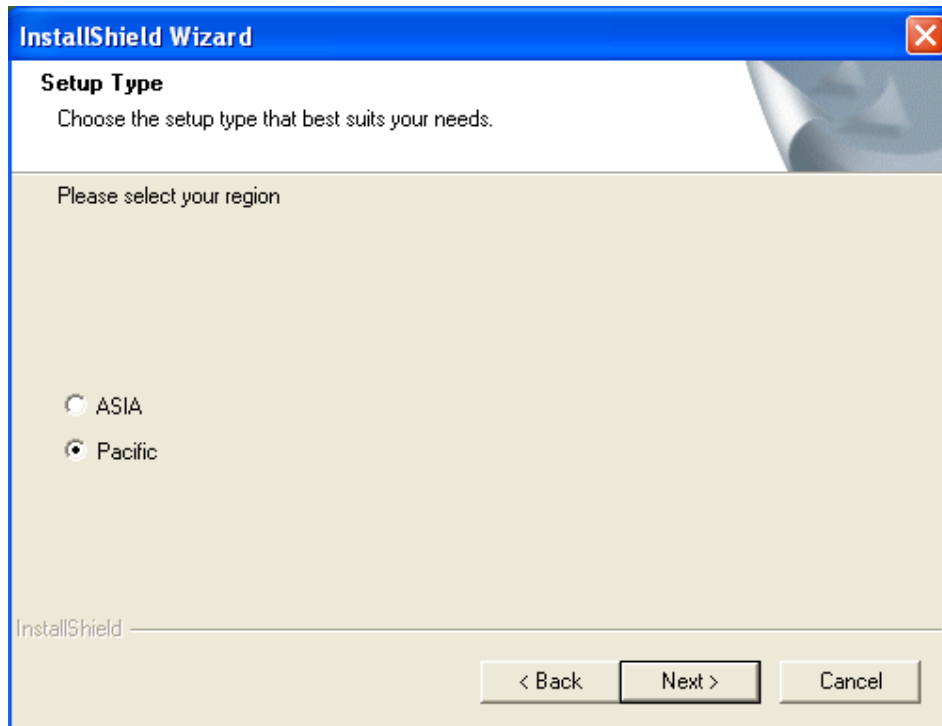 InstallShield Wizard
Setup Type
Choose the setup type that best suits your needs.
Please select your region
ASIA
Pacific
InstallShield
< Back Next > Cancel